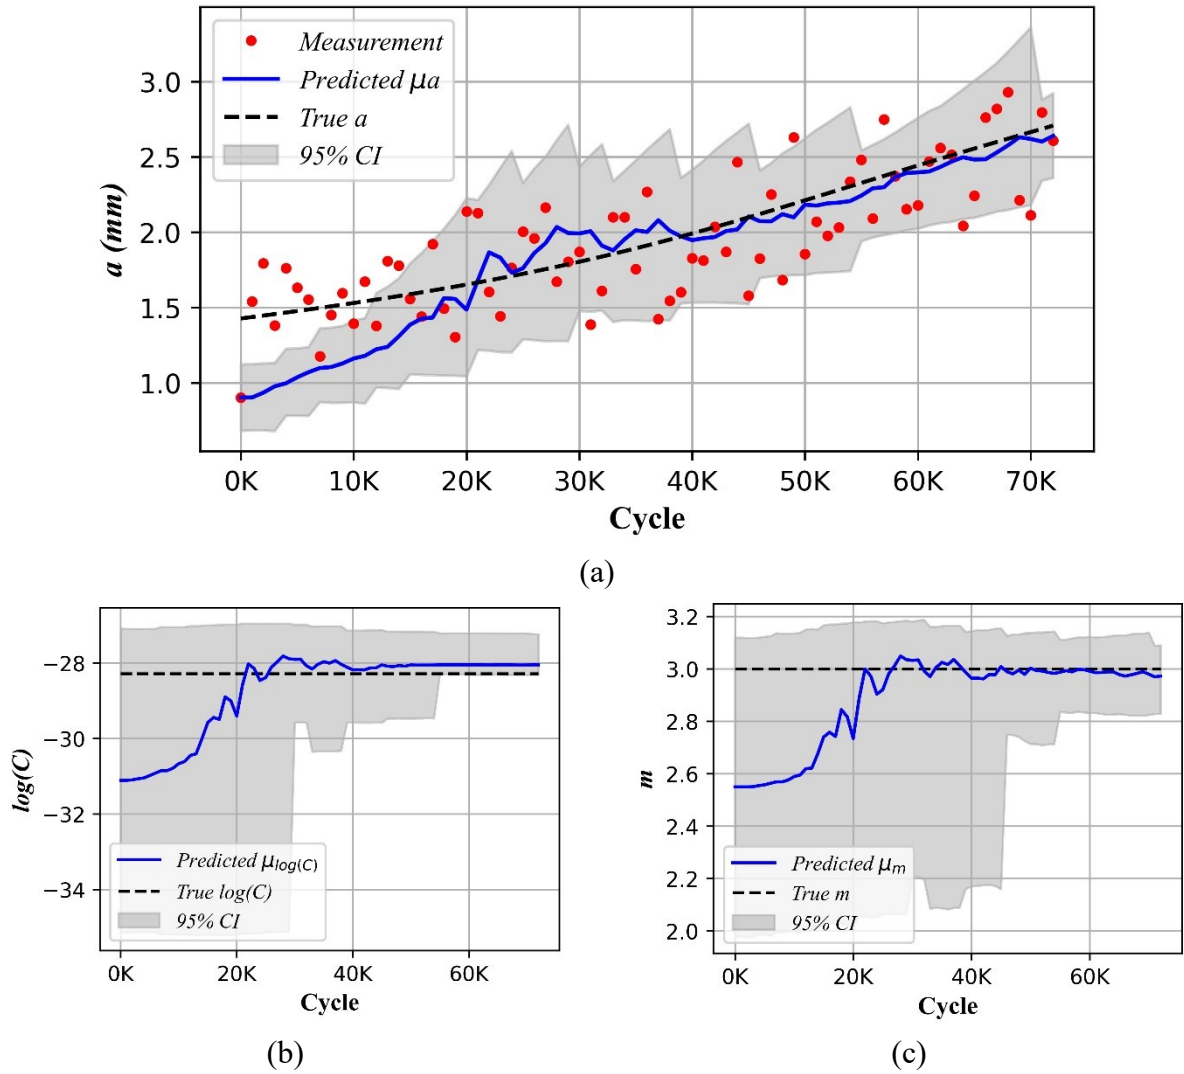 Measurement
Predicted μa
True a
95% CI
3.0
2.5
2.0
1.5
1.0
a (mm)
0K 10K 20K 30K 40K 50K 60K 70K
Cycle
(a)
−28
−30
−32
−34
log(C)
Predicted μlog(C)
True log(C)
95% CI
0K 20K 40K 60K
Cycle
(b)
3.2
3.0
2.8
2.6
2.4
2.2
2.0
m
Predicted μm
True m
95% CI
0K 20K 40K 60K
Cycle
(c)